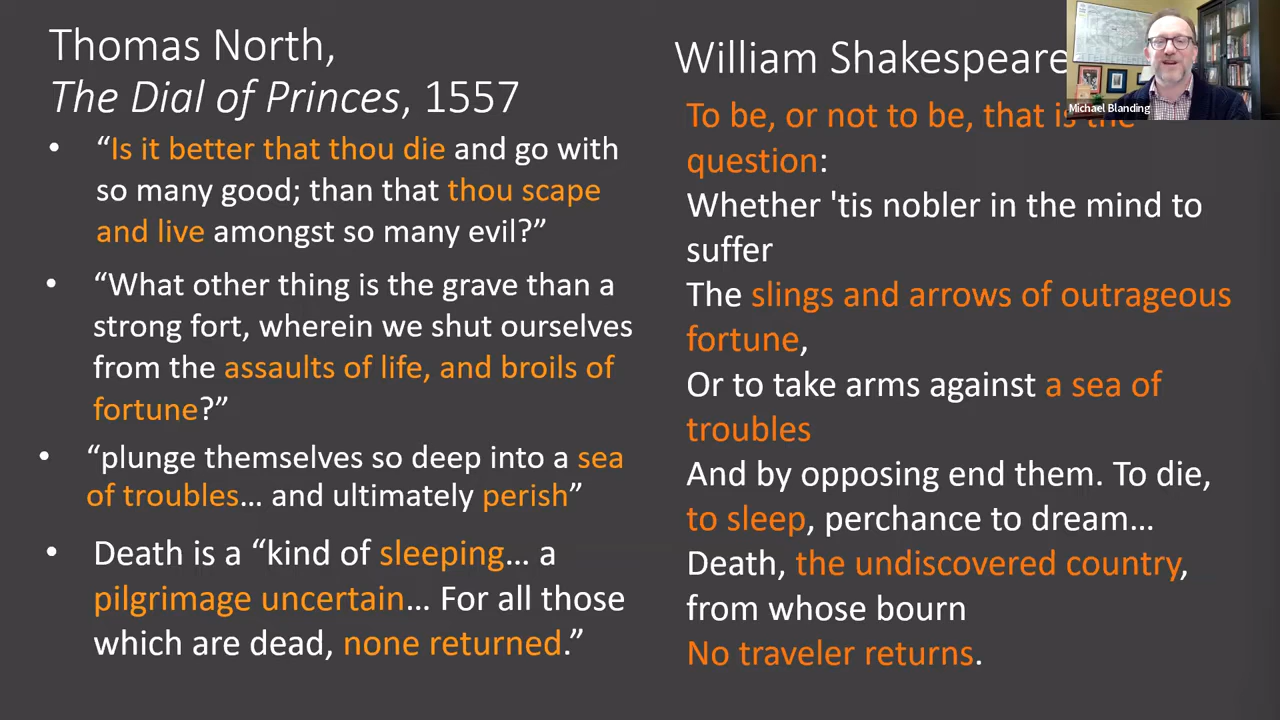 Thomas North,
The Dial of Princes, 1557
• “Is it better that thou die and go with
so many good; than that thou scape
and live amongst so many evil?”
• “What other thing is the grave than a
strong fort, wherein we shut ourselves
from the assaults of life, and broils of
fortune?”
• “plunge themselves so deep into a sea
of troubles… and ultimately perish”
• Death is a “kind of sleeping… a
pilgrimage uncertain… For all those
which are dead, none returned.”
William Shakespeare
Michael Blanding
To be, or not to be, that is the
question:
Whether 'tis nobler in the mind to
suffer
The slings and arrows of outrageous
fortune,
Or to take arms against a sea of
troubles
And by opposing end them. To die,
to sleep, perchance to dream…
Death, the undiscovered country,
from whose bourn
No traveler returns.